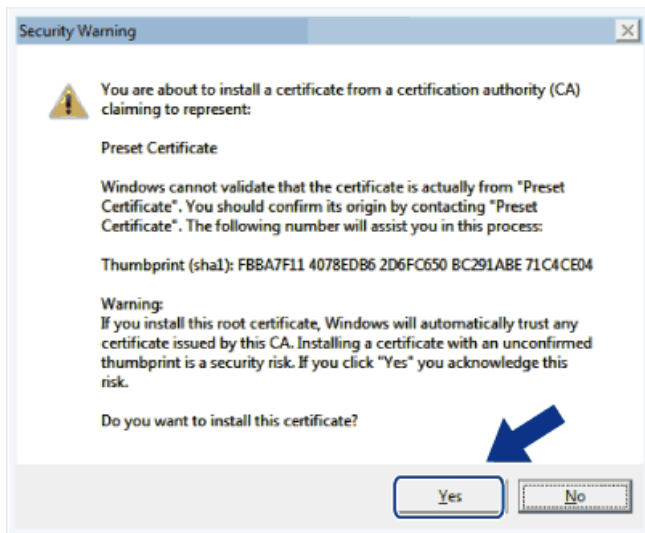 Security Warning
You are about to install a certificate from a certification authority (CA)
claiming to represent:
Preset Certificate
Windows cannot validate that the certificate is actually from "Preset
Certificate". You should confirm its origin by contacting "Preset
Certificate". The following number will assist you in this process:
Thumbprint (sha1): FBBA7F11 4078EDB6 2D6FC650 BC291ABE 71C4CE04
Warning:
If you install this root certificate, Windows will automatically trust any
certificate issued by this CA. Installing a certificate with an unconfirmed
thumbprint is a security risk. If you click "Yes" you acknowledge this
risk.
Do you want to install this certificate?
Yes No